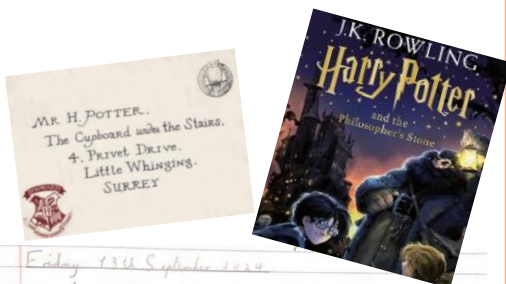 MR H. POTTER.
The Cupboard under the Stairs,
4. Privet Drive.
Little Whinging.
SURREY
HOGWARTS
J.K. ROWLING
Harry Potter
and the
Philosopher's Stone
Friday 13th September 2024